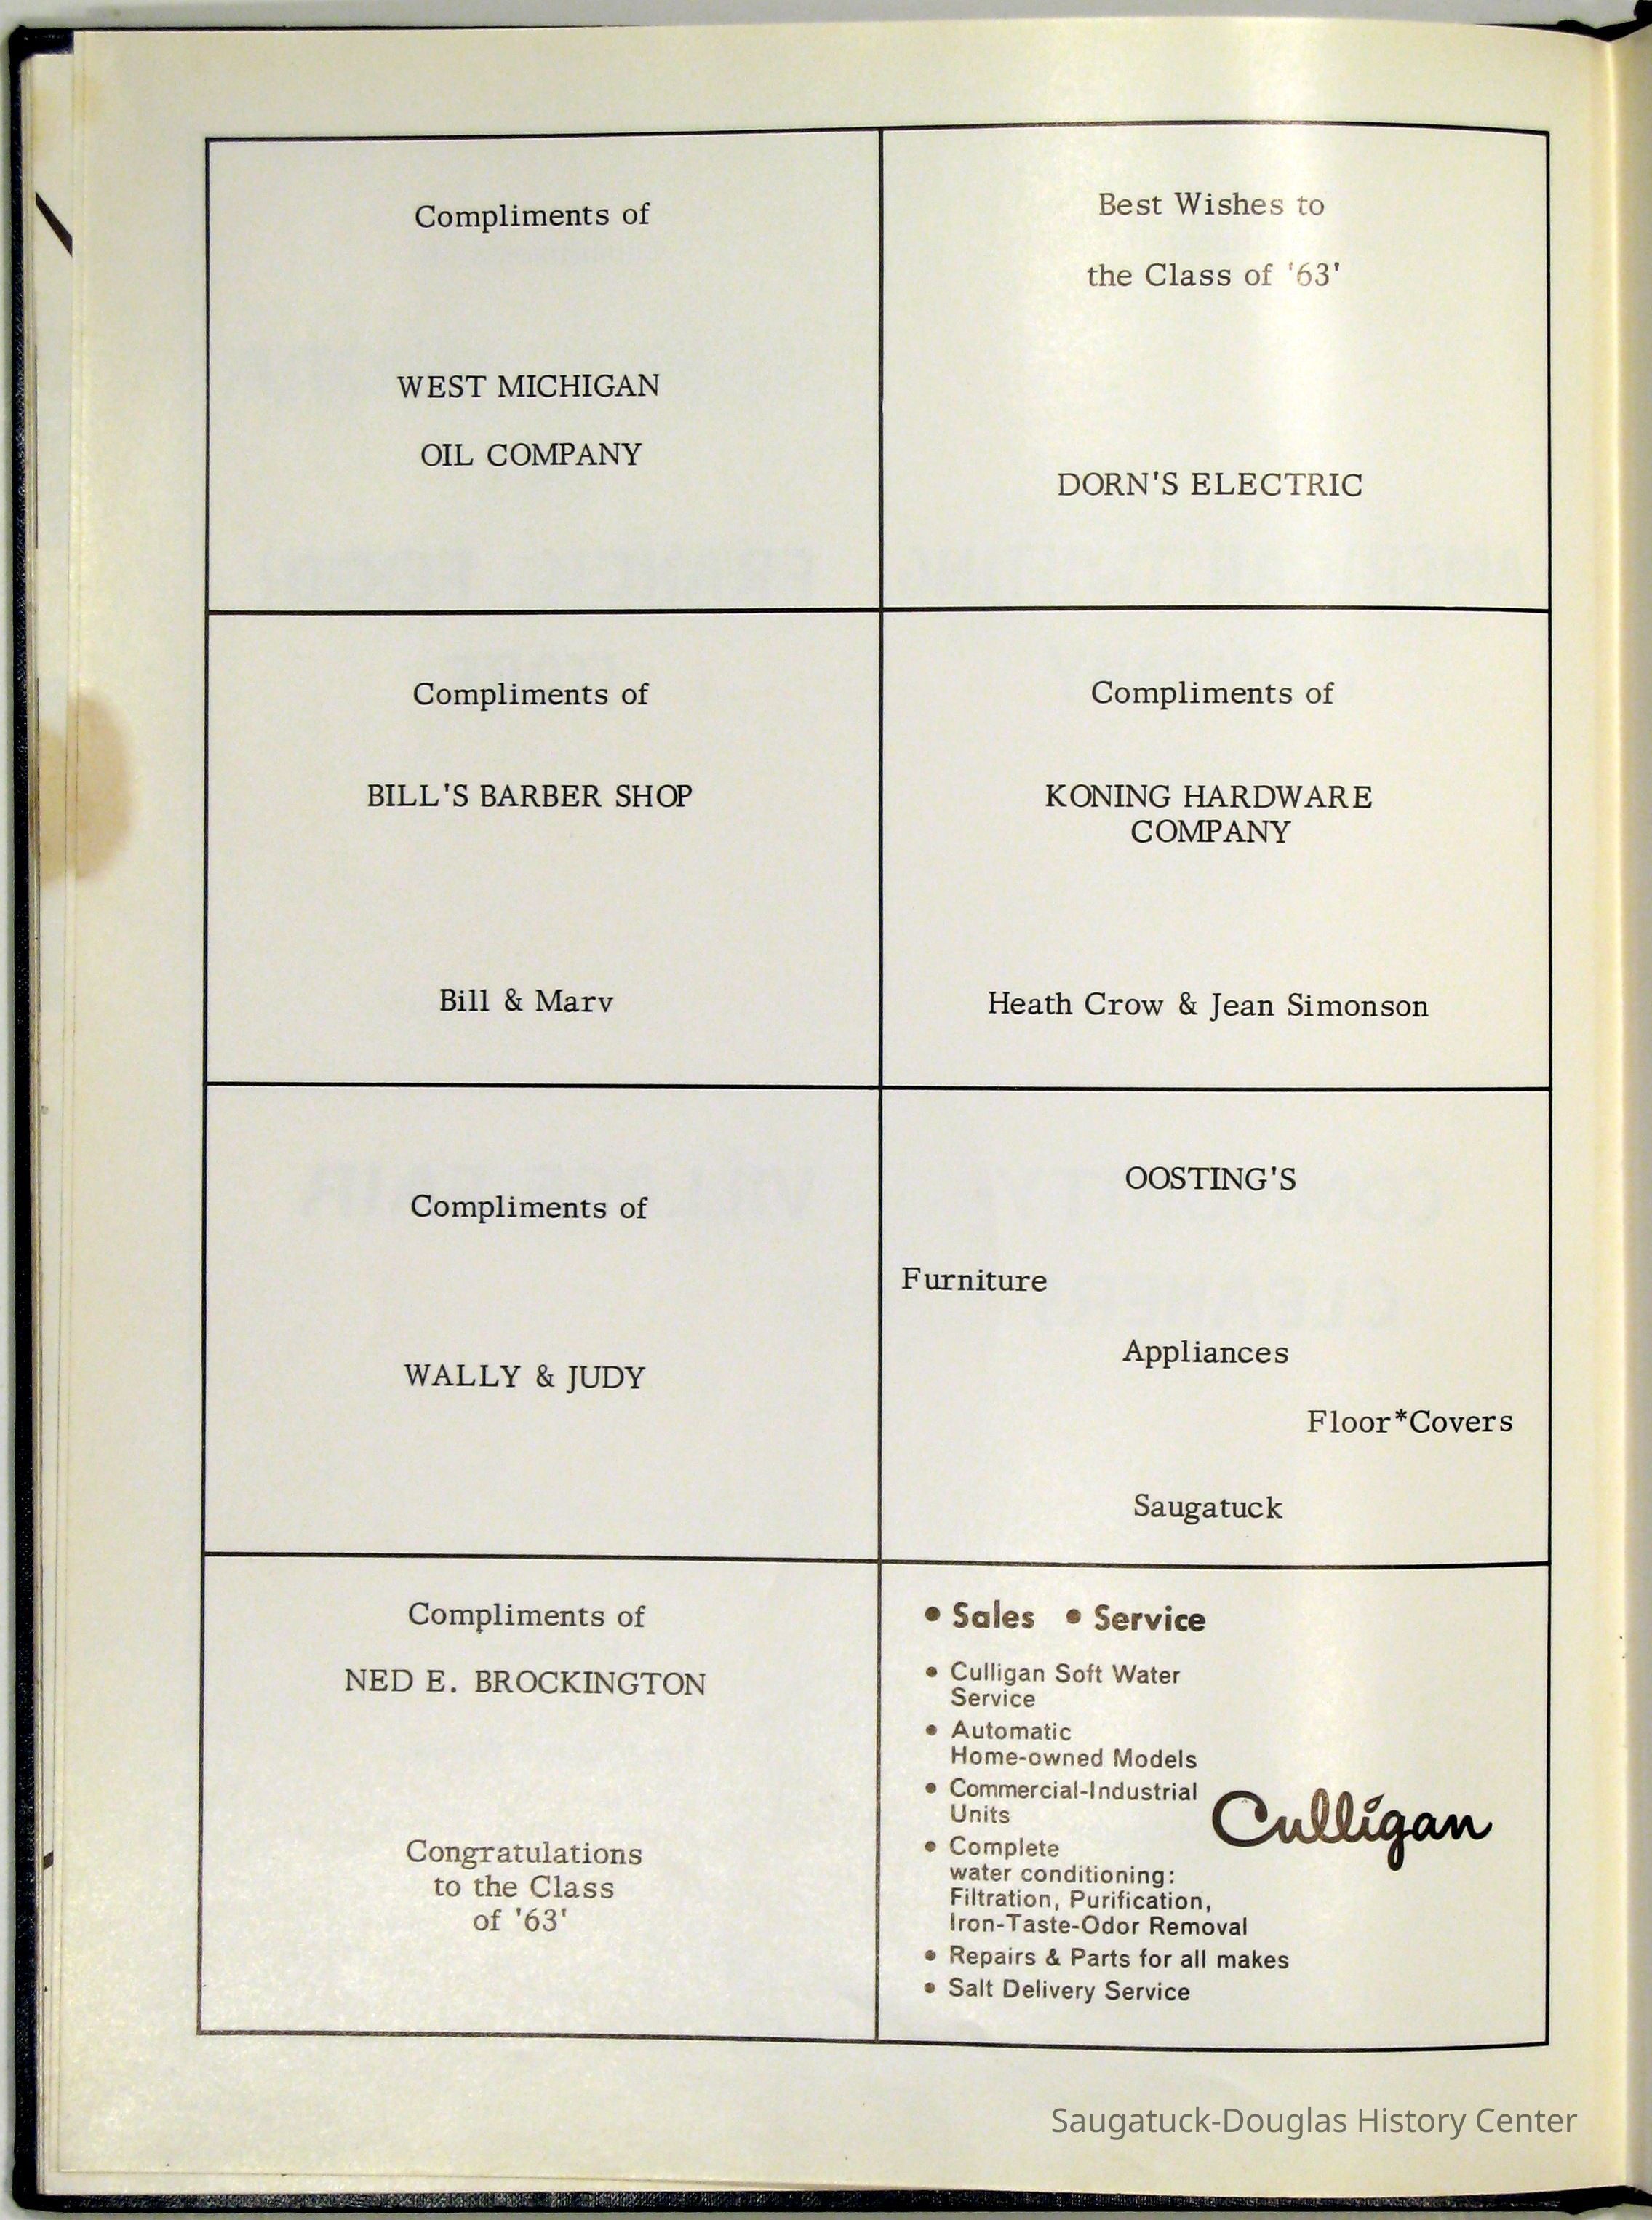 Compliments of
WEST MICHIGAN
OIL COMPANY
Best Wishes to
the Class of '63'
DORN'S ELECTRIC
Compliments of
BILL'S BARBER SHOP
Bill & Marv
Compliments of
KONING HARDWARE
COMPANY
Heath Crow & Jean Simonson
Compliments of
WALLY & JUDY
OOSTING'S
Furniture
Appliances
Floor*Covers
Saugatuck
Compliments of
NED E. BROCKINGTON
Congratulations
to the Class
of '63'
• Sales • Service
• Culligan Soft Water
Service
• Automatic
Home-owned Models
• Commercial-Industrial
Units
• Complete
water conditioning:
Filtration, Purification,
Iron-Taste-Odor Removal
• Repairs & Parts for all makes
• Salt Delivery Service
Culligan
Saugatuck-Douglas History Center